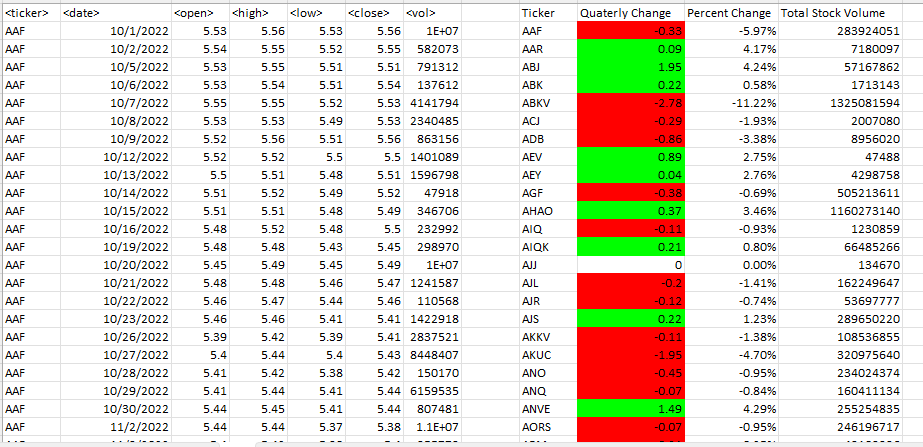 <ticker> <date> <open> <high> <low> <close> <vol> Ticker Quaterly Change Percent Change Total Stock Volume
AAF 10/1/2022 5.53 5.56 5.53 5.56 1E+07 AAF -0.33 -5.97% 283924051
AAF 10/2/2022 5.54 5.55 5.52 5.55 582073 AAR 0.09 4.17% 7180097
AAF 10/5/2022 5.53 5.55 5.51 5.51 791312 ABJ 1.95 4.24% 57167862
AAF 10/6/2022 5.53 5.54 5.51 5.54 137612 ABK 0.22 0.58% 1713143
AAF 10/7/2022 5.55 5.55 5.52 5.53 4141794 ABKV -2.78 -11.22% 1325081594
AAF 10/8/2022 5.53 5.53 5.49 5.53 2340485 ACJ -0.29 -1.93% 2007080
AAF 10/9/2022 5.52 5.56 5.51 5.56 863156 ADB -0.86 -3.38% 8956020
AAF 10/12/2022 5.52 5.52 5.5 5.5 1401089 AEV 0.89 2.75% 47488
AAF 10/13/2022 5.5 5.51 5.48 5.51 1596798 AEY 0.04 2.76% 4298758
AAF 10/14/2022 5.51 5.52 5.49 5.52 47918 AGF -0.38 -0.69% 505213611
AAF 10/15/2022 5.51 5.51 5.48 5.49 346706 AHAO 0.37 3.46% 1160273140
AAF 10/16/2022 5.48 5.52 5.48 5.5 232992 AIQ -0.11 -0.93% 1230859
AAF 10/19/2022 5.48 5.48 5.43 5.45 298970 AIQK 0.21 0.80% 66485266
AAF 10/20/2022 5.45 5.49 5.45 5.49 1E+07 AJJ 0 0.00% 134670
AAF 10/21/2022 5.48 5.48 5.46 5.47 1241587 AJL -0.2 -1.41% 162249647
AAF 10/22/2022 5.46 5.47 5.44 5.46 110568 AJR -0.12 -0.74% 53697777
AAF 10/23/2022 5.46 5.46 5.41 5.41 1422918 AJS 0.22 1.23% 289650220
AAF 10/26/2022 5.39 5.42 5.39 5.41 2837521 AKKV -0.11 -1.38% 108536855
AAF 10/27/2022 5.4 5.44 5.4 5.43 8448407 AKUC -1.95 -4.70% 320975640
AAF 10/28/2022 5.41 5.42 5.38 5.42 150170 ANO -0.45 -0.95% 234024374
AAF 10/29/2022 5.41 5.44 5.41 5.44 6159535 ANQ -0.07 -0.84% 160411134
AAF 10/30/2022 5.44 5.45 5.41 5.44 807481 ANVE 1.49 4.29% 255254835
AAF 11/2/2022 5.44 5.44 5.37 5.38 1.1E+07 AORS -0.07 -0.95% 246196717